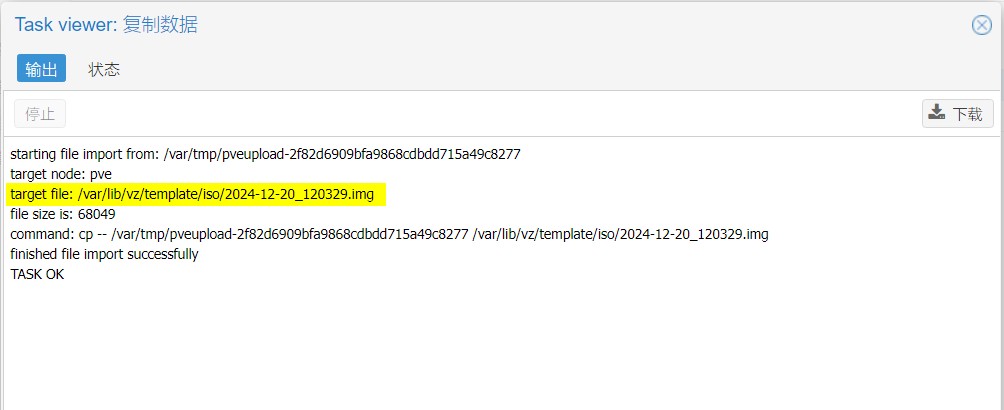 Task viewer: 复制数据
输出 状态
停止 下载
starting file import from: /var/tmp/pveupload-2f82d6909bfa9868cdbdd715a49c8277
target node: pve
target file: /var/lib/vz/template/iso/2024-12-20_120329.img
file size is: 68049
command: cp -- /var/tmp/pveupload-2f82d6909bfa9868cdbdd715a49c8277 /var/lib/vz/template/iso/2024-12-20_120329.img
finished file import successfully
TASK OK